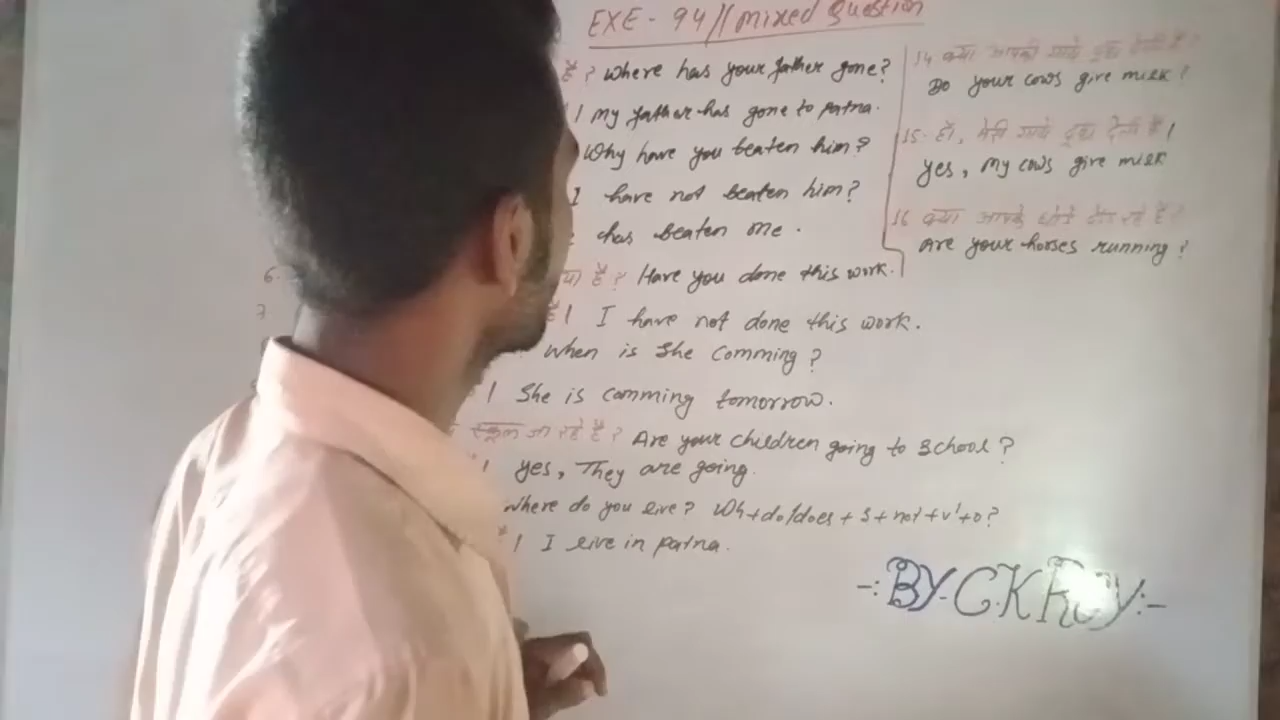 EXE - 94 // mixed Question
है ? Where has your father gone?
। my father has gone to patna.
Why have you beaten him?
I have not beaten him?
has beaten me.
6. है ? Have you done this work.
7. है। I have not done this work.
When is She Comming ?
। She is comming tomorrow.
स्कूल जा रहे है ? Are your children going to School ?
। yes, They are going.
Where do you live? Wh+do/does + S + not + v¹ + o ?
। I live in patna.
14 क्या आपकी गाये दूध देती है ?
Do your cows give milk ?
15. हाँ, मेरी गाये दूध देती है।
yes, my cows give milk
16 क्या आपके घोड़े दौड़ रहे है ?
Are your horses running ?
-: BY- C.K ROY :-